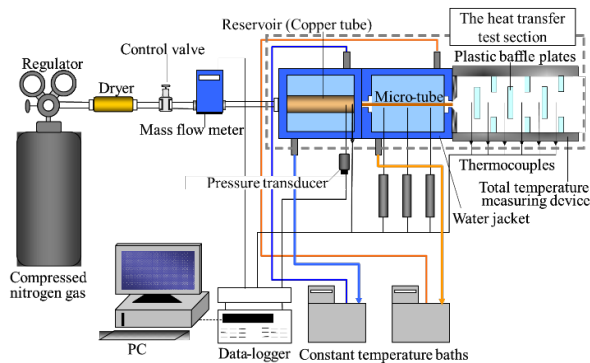 Reservoir (Copper tube)
The heat transfer
test section
Control valve
Plastic baffle plates
Regulator
Dryer
Micro-tube
Mass flow meter
Thermocouples
Pressure transducer
Total temperature
measuring device
Water jacket
Compressed
nitrogen gas
PC
Data-logger
Constant temperature baths